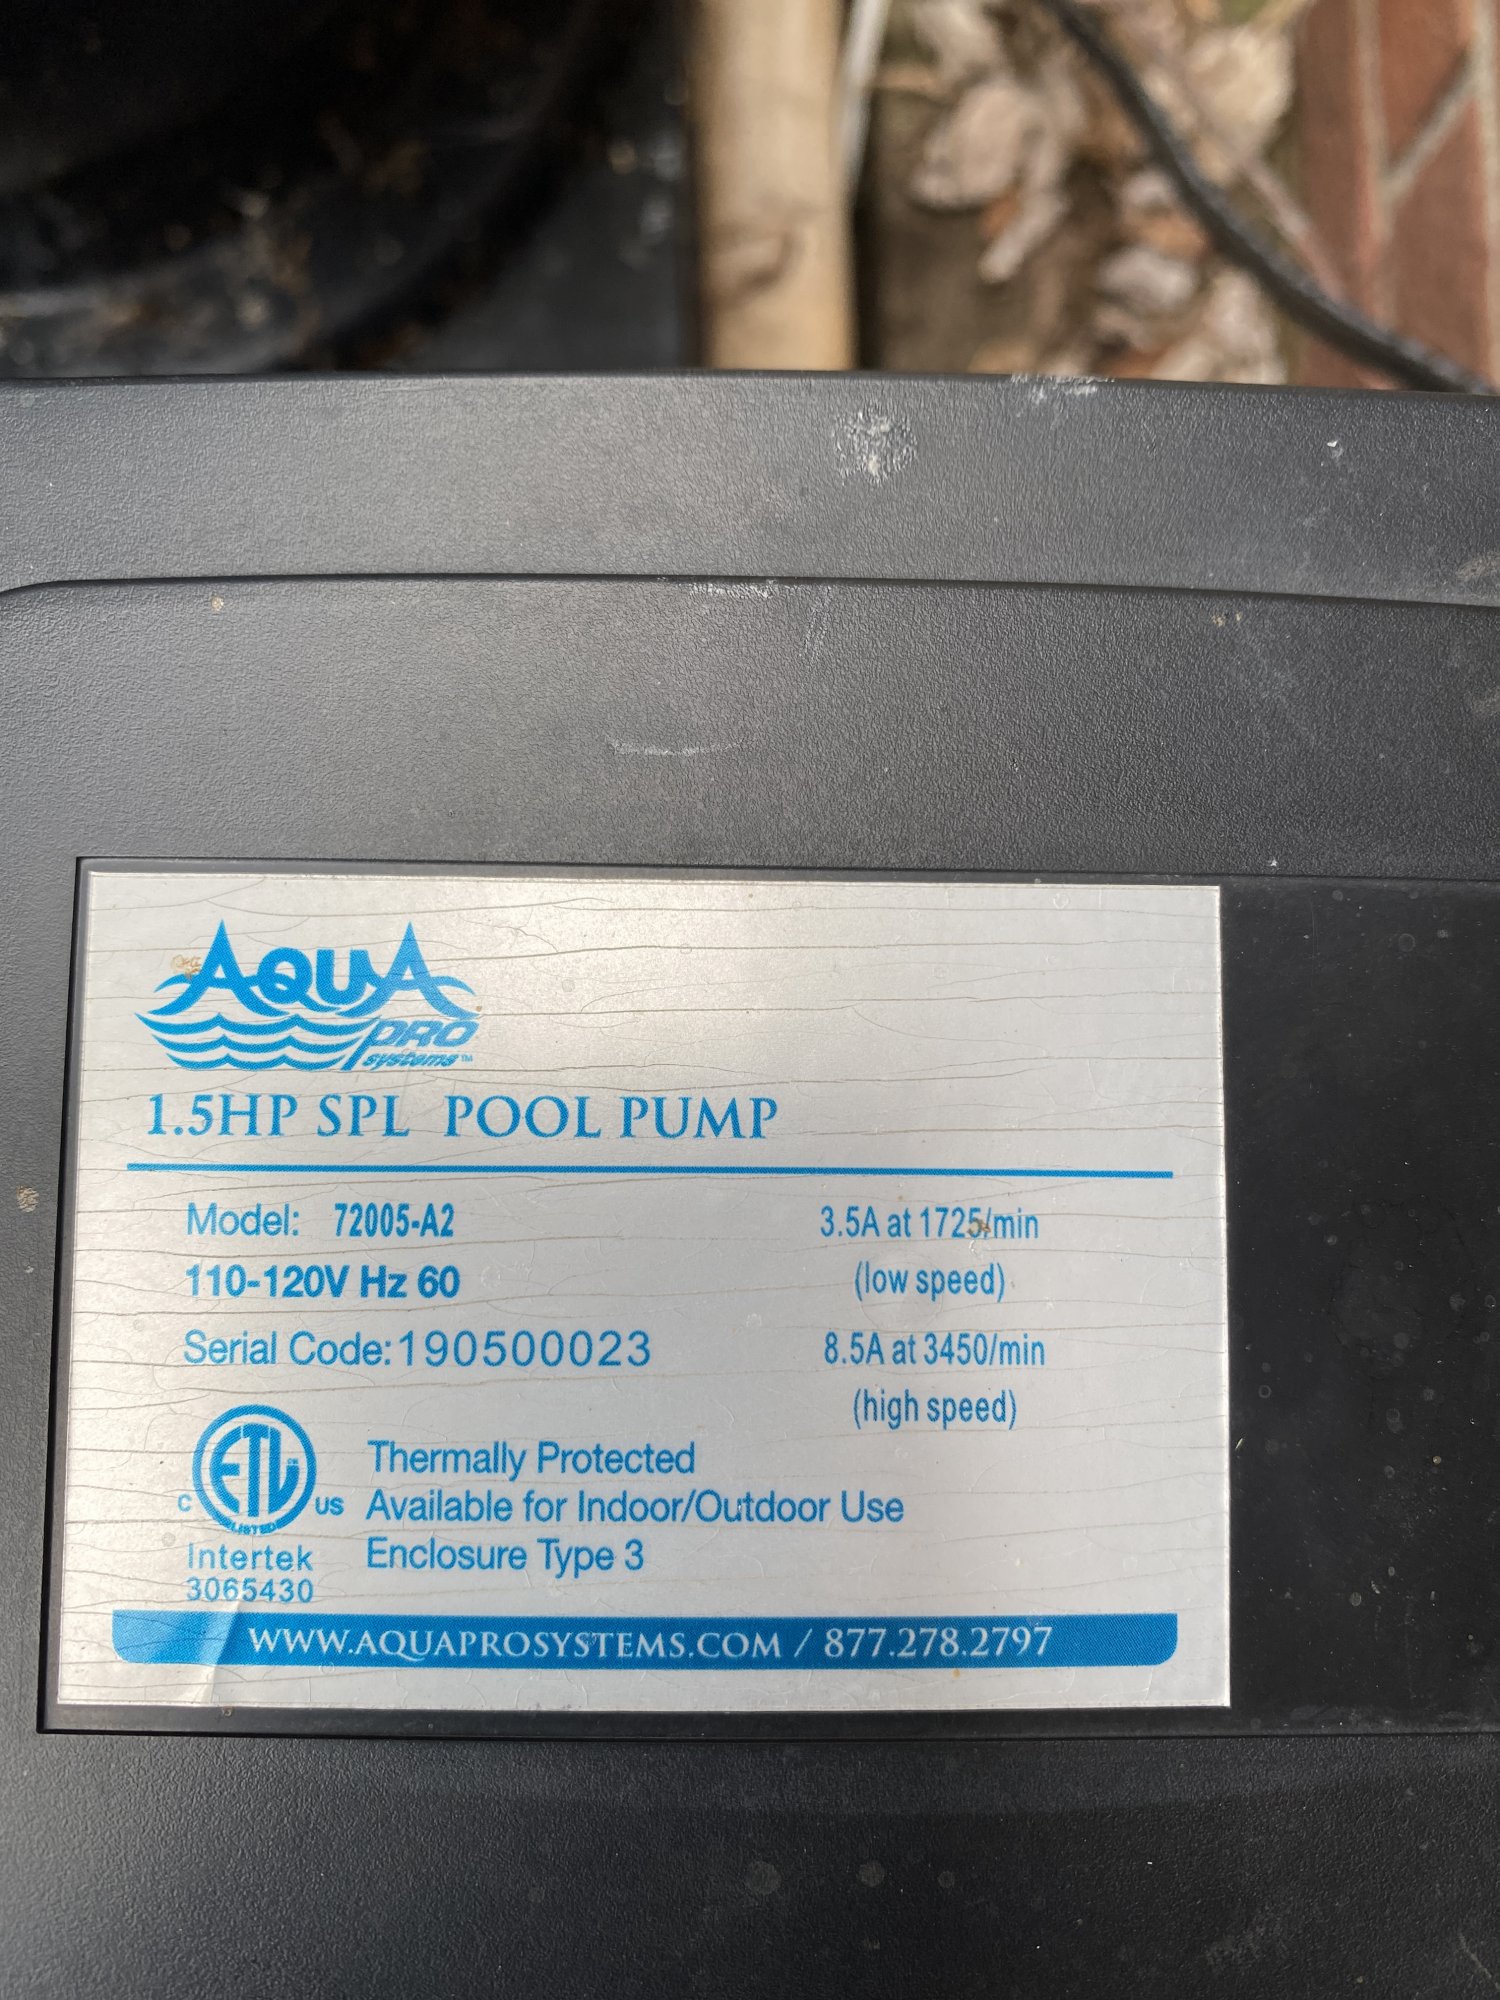 AQUA
PRO
systems™
1.5HP SPL POOL PUMP
Model: 72005-A2
3.5A at 1725/min
110-120V Hz 60
(low speed)
Serial Code:190500023
8.5A at 3450/min
(high speed)
ETL
CM
LISTED
C
US
Intertek
3065430
Thermally Protected
Available for Indoor/Outdoor Use
Enclosure Type 3
WWW.AQUAPROSYSTEMS.COM / 877.278.2797